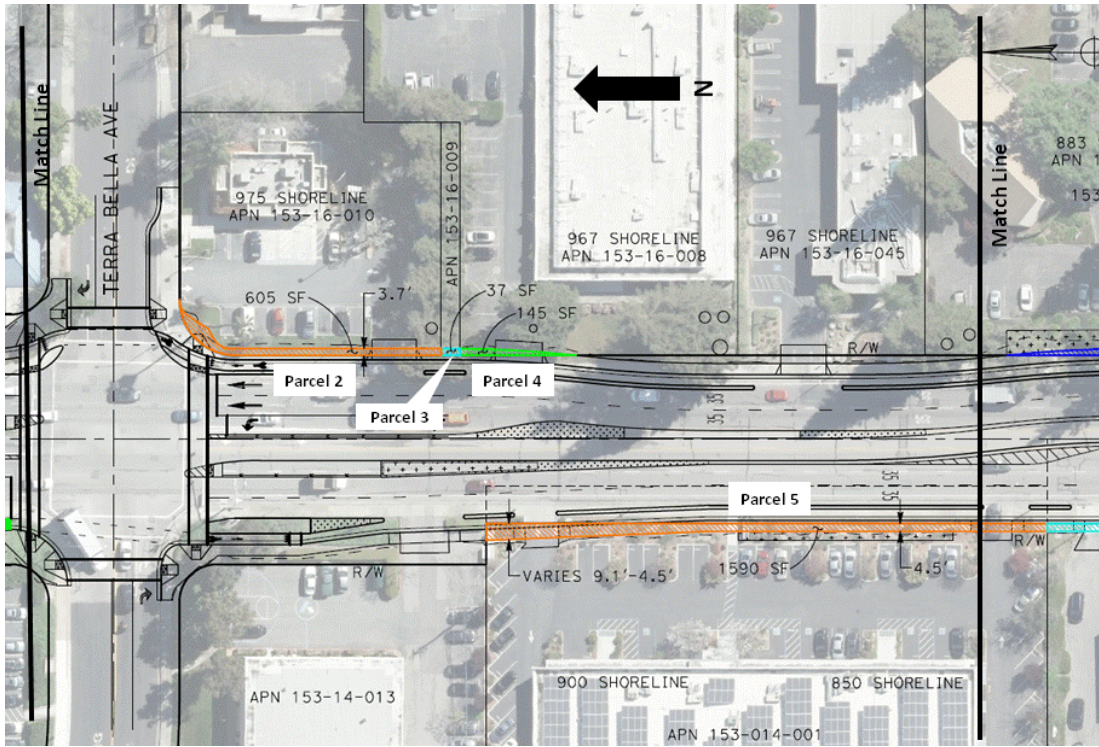 Match Line
TERRA BELLA AVE
975 SHORELINE
APN 153-16-010
APN 153-16-009
N
967 SHORELINE
APN 153-16-008
967 SHORELINE
APN 153-16-045
Match Line
883
APN 1
153
605 SF
3.7'
37 SF
145 SF
R/W
Parcel 2
Parcel 3
Parcel 4
35
35
Parcel 5
35
35
R/W
VARIES 9.1'-4.5'
1590 SF
4.5'
R/W
APN 153-14-013
900 SHORELINE
850 SHORELINE
APN 153-014-001